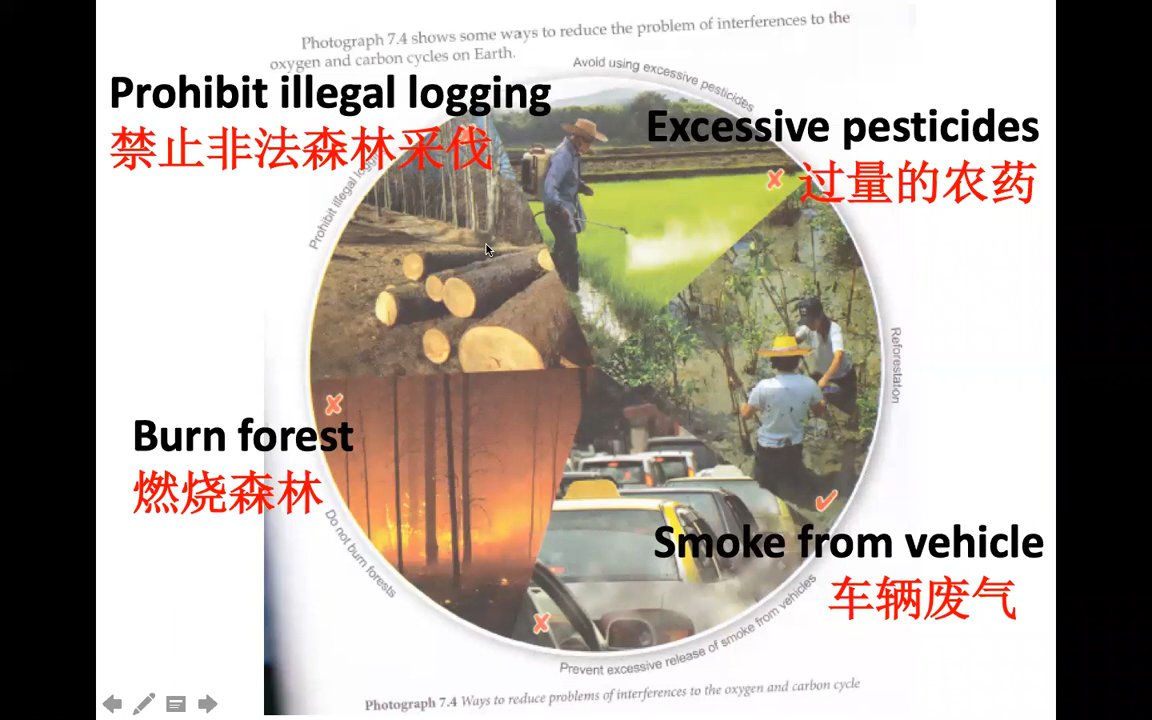 Photograph 7.4 shows some ways to reduce the problem of interferences to the
oxygen and carbon cycles on Earth.
Avoid using excessive pesticides
Prohibit illegal logging
禁止非法森林采伐
Excessive pesticides
过量的农药
Prohibit illegal logging
Reforestation
Burn forest
燃烧森林
Do not burn forests
Smoke from vehicle
车辆废气
Prevent excessive release of smoke from vehicles
Photograph 7.4 Ways to reduce problems of interferences to the oxygen and carbon cycle